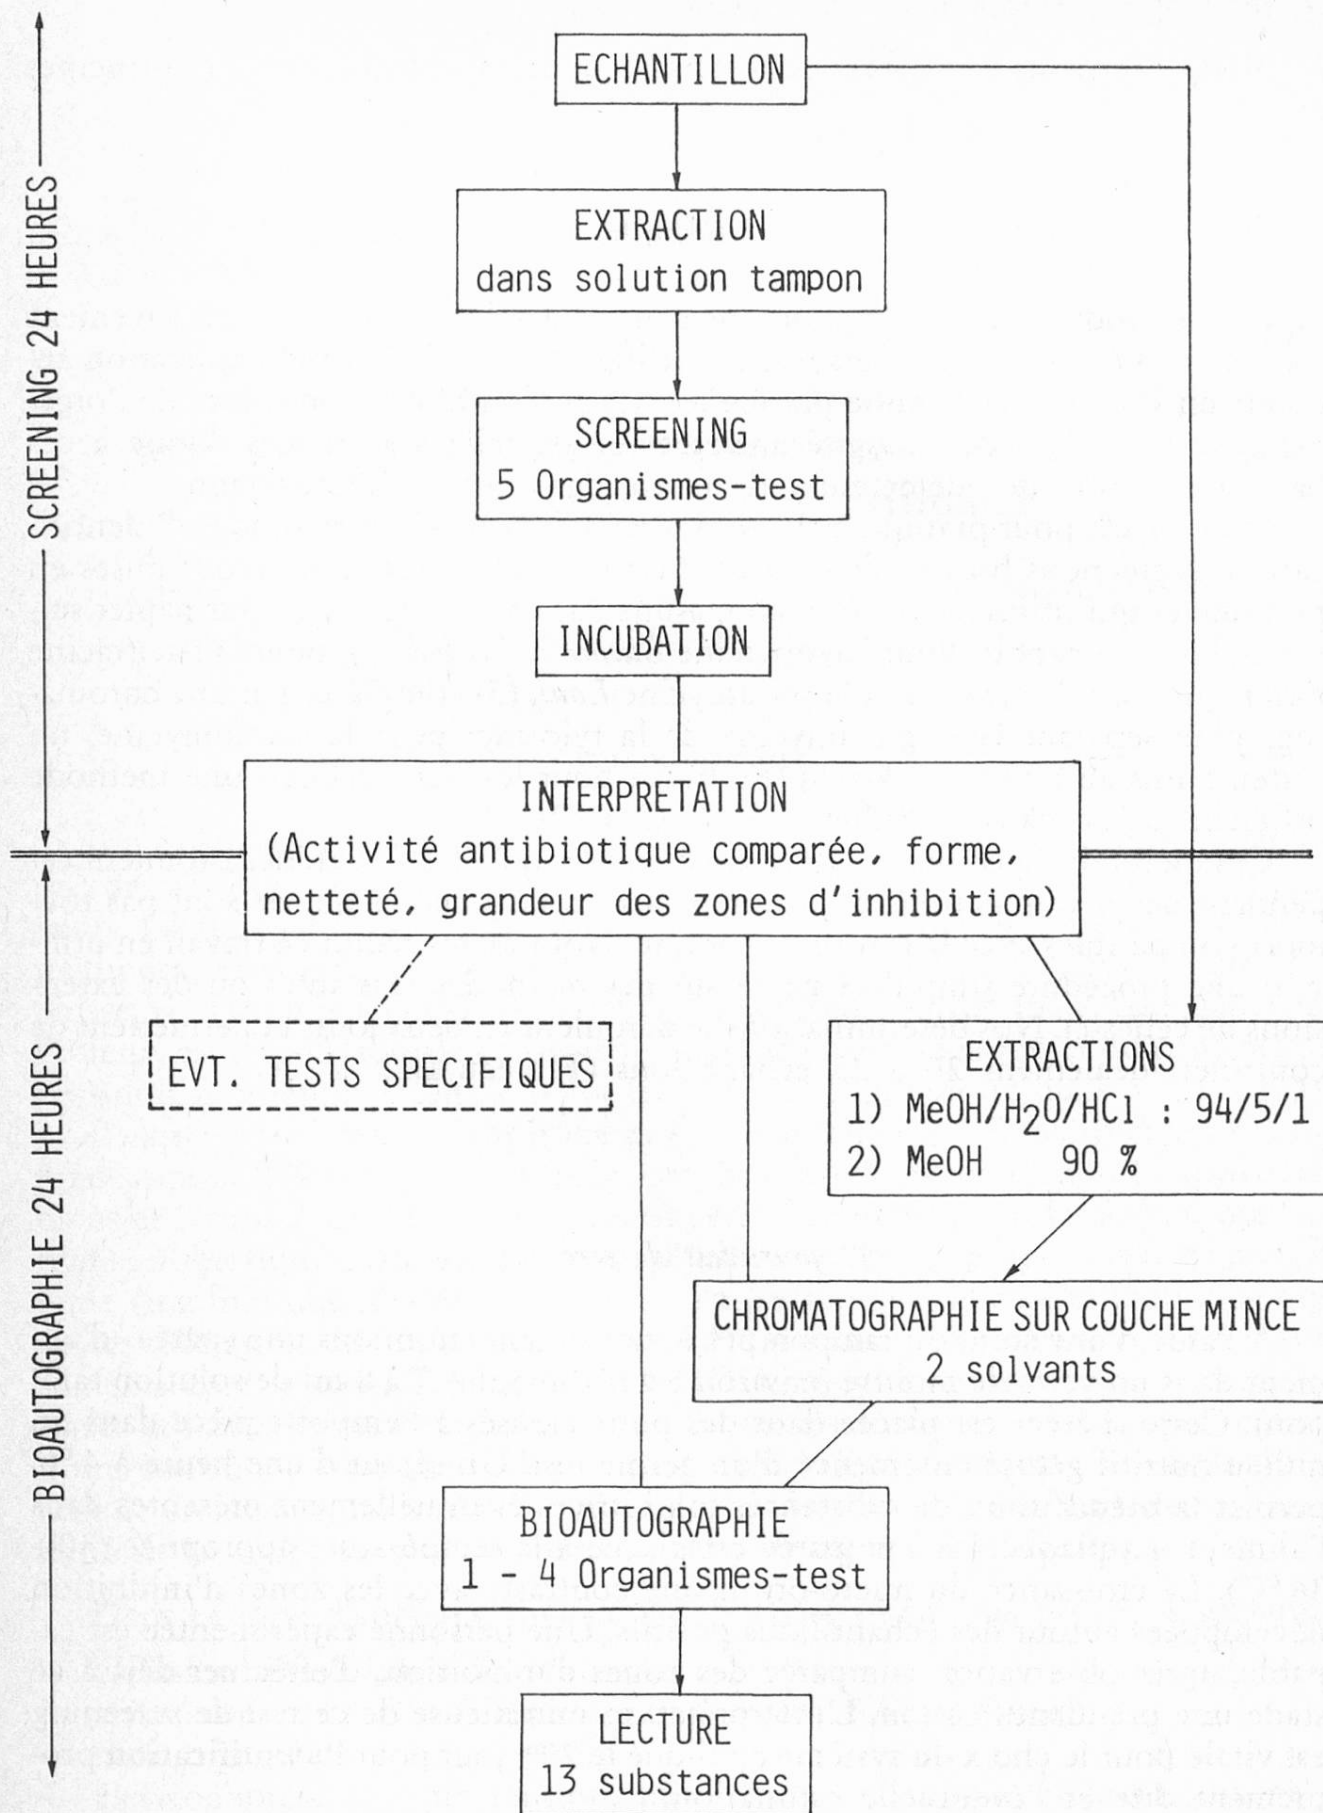 ECHANTILLON
EXTRACTION
dans solution tampon
SCREENING
5 Organismes-test
INCUBATION
INTERPRETATION
(Activité antibiotique comparée, forme,
netteté, grandeur des zones d'inhibition)
EVT. TESTS SPECIFIQUES
EXTRACTIONS
1) MeOH/H₂O/HCl : 94/5/1
2) MeOH 90 %
CHROMATOGRAPHIE SUR COUCHE MINCE
2 solvants
BIOAUTOGRAPHIE
1 - 4 Organismes-test
LECTURE
13 substances
SCREENING 24 HEURES
BIOAUTOGRAPHIE 24 HEURES